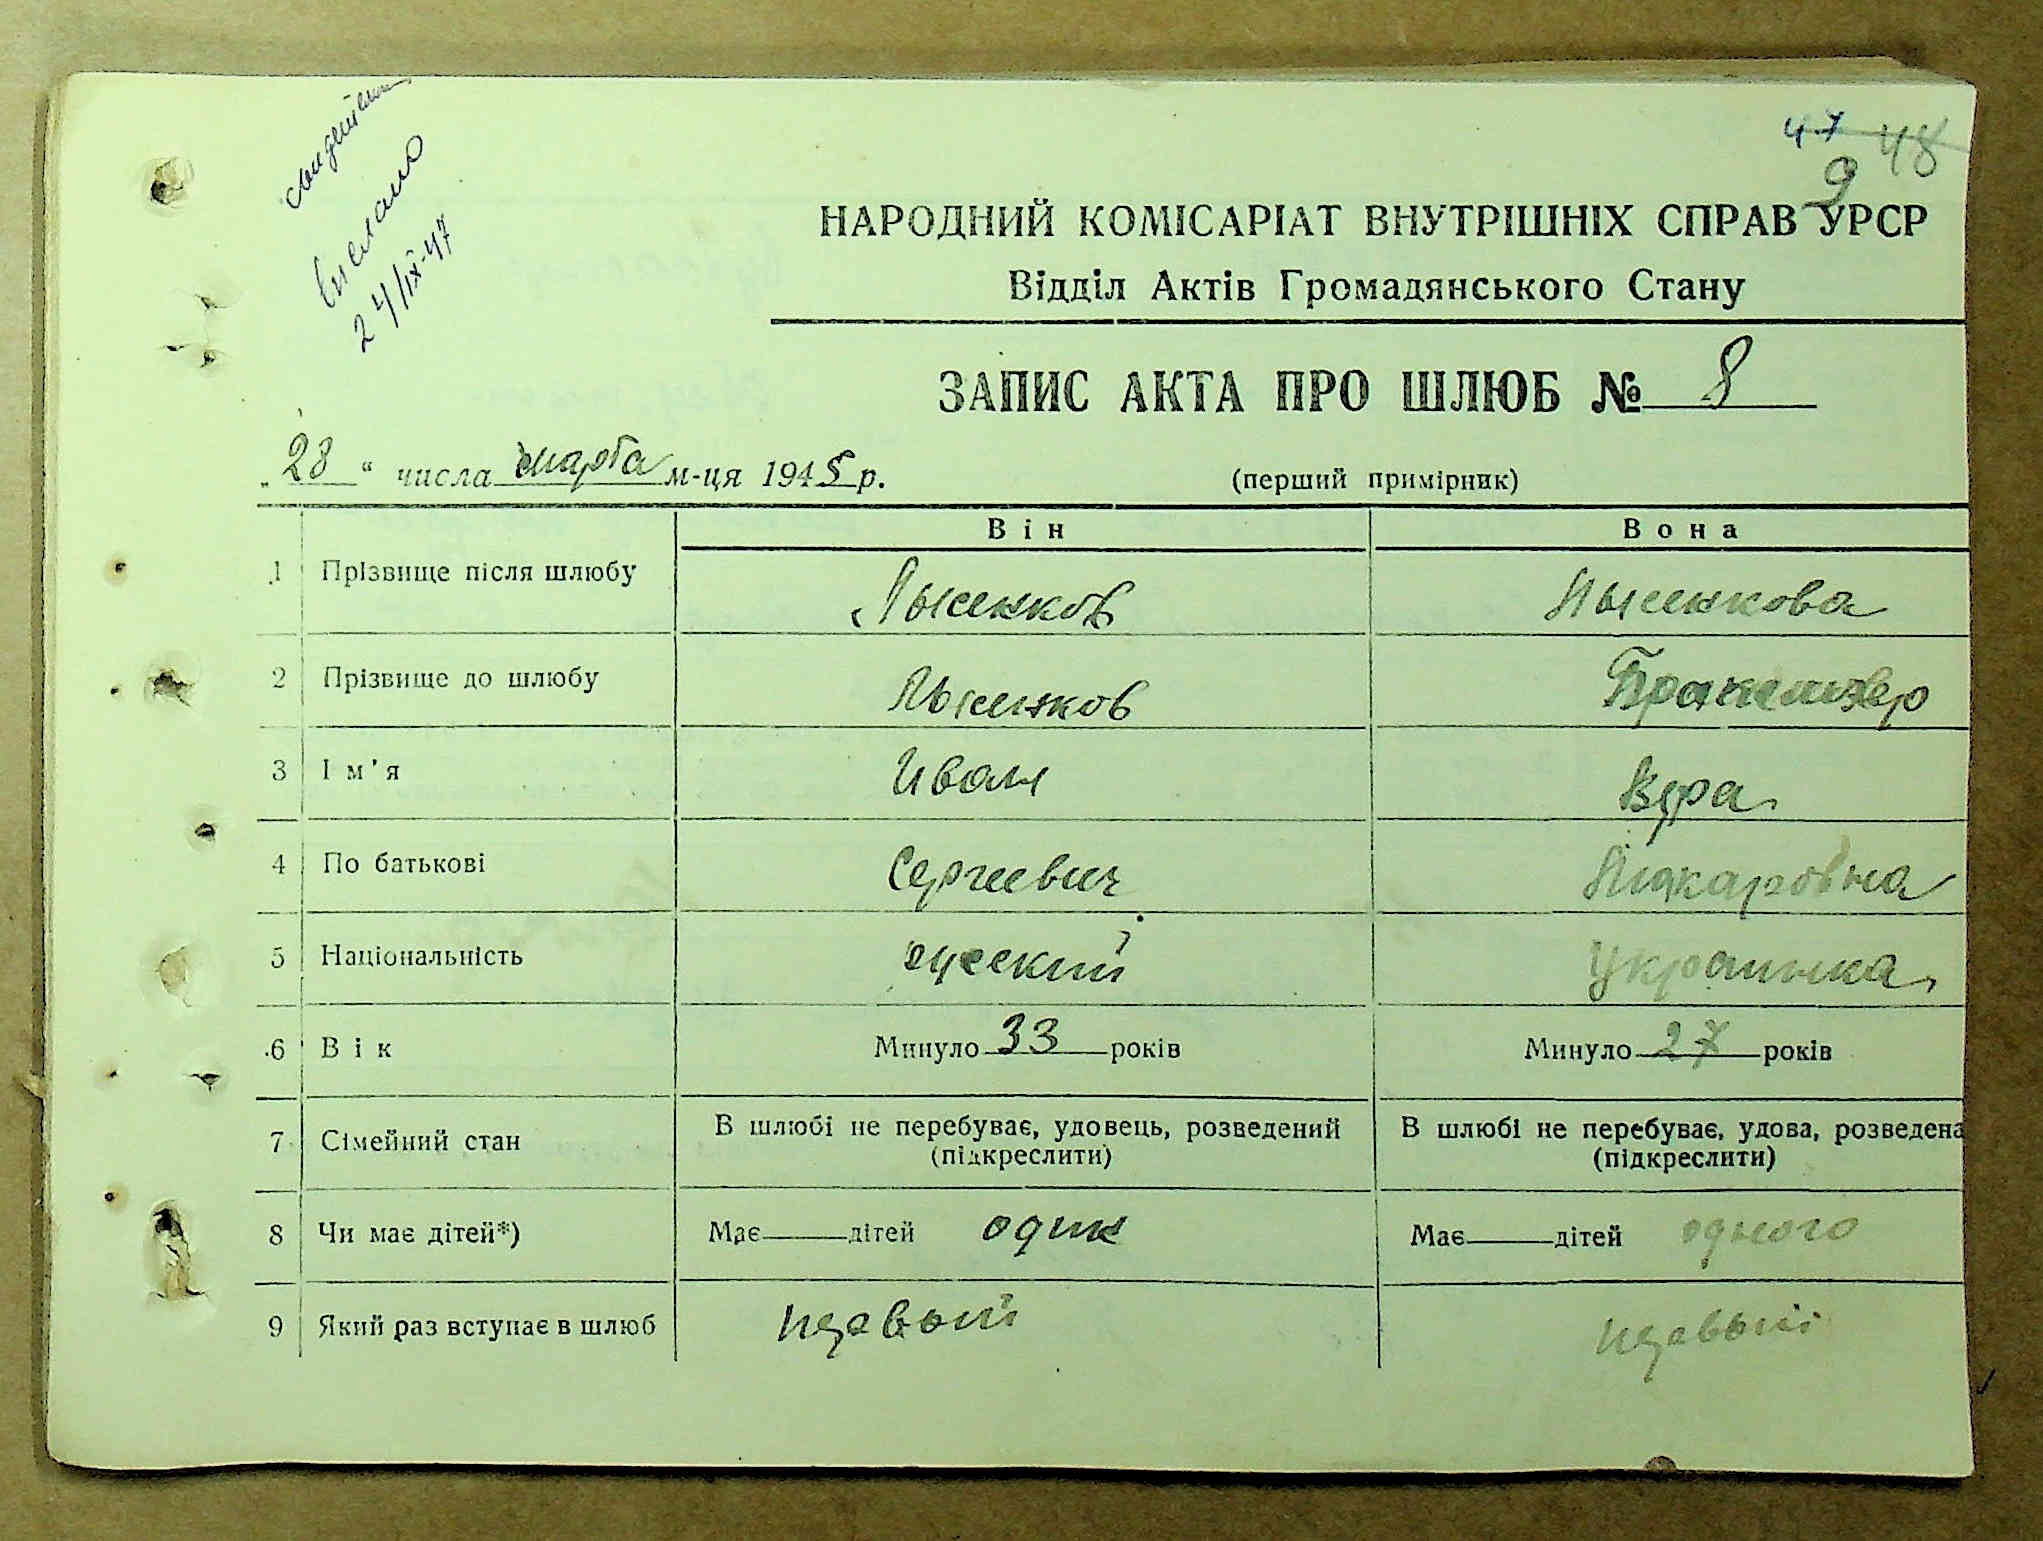 выслано
24/IX-47
47 48
9
НАРОДНИЙ КОМІСАРІАТ ВНУТРІШНІХ СПРАВ УРСР
Відділ Актів Громадянського Стану
ЗАПИС АКТА ПРО ШЛЮБ № 8
„28“ числа марта м-ця 1945 р. (перший примірник)
Він Вона
1 Прізвище після шлюбу Лысенков Лысенкова
2 Прізвище до шлюбу Лысенков
3 Ім'я Иван Вера
4 По батькові Сергеевич
5 Національність русский Украинка
6 Вік Минуло 33 років Минуло 27 років
7 Сімейний стан В шлюбі не перебуває, удовець, розведений (підкреслити) В шлюбі не перебуває, удова, розведена (підкреслити)
8 Чи має дітей*) Має дітей один Має дітей одного
9 Який раз вступає в шлюб первый первый